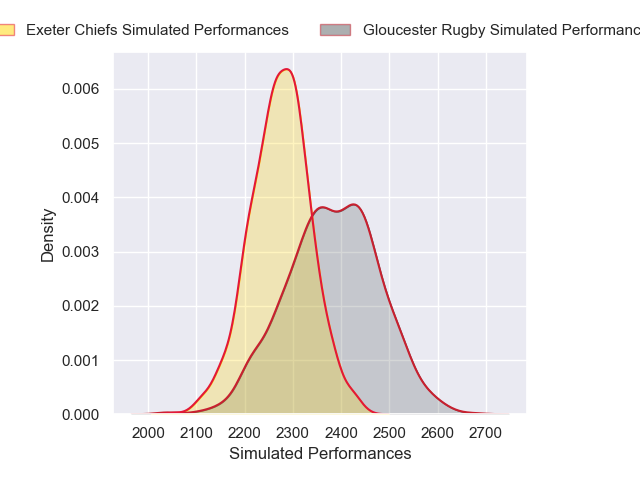 Exeter Chiefs Simulated Performances Gloucester Rugby Simulated Performanc
0.006
0.005
0.004
0.003
0.002
0.001
0.000
Density
2000 2100 2200 2300 2400 2500 2600 2700
Simulated Performances